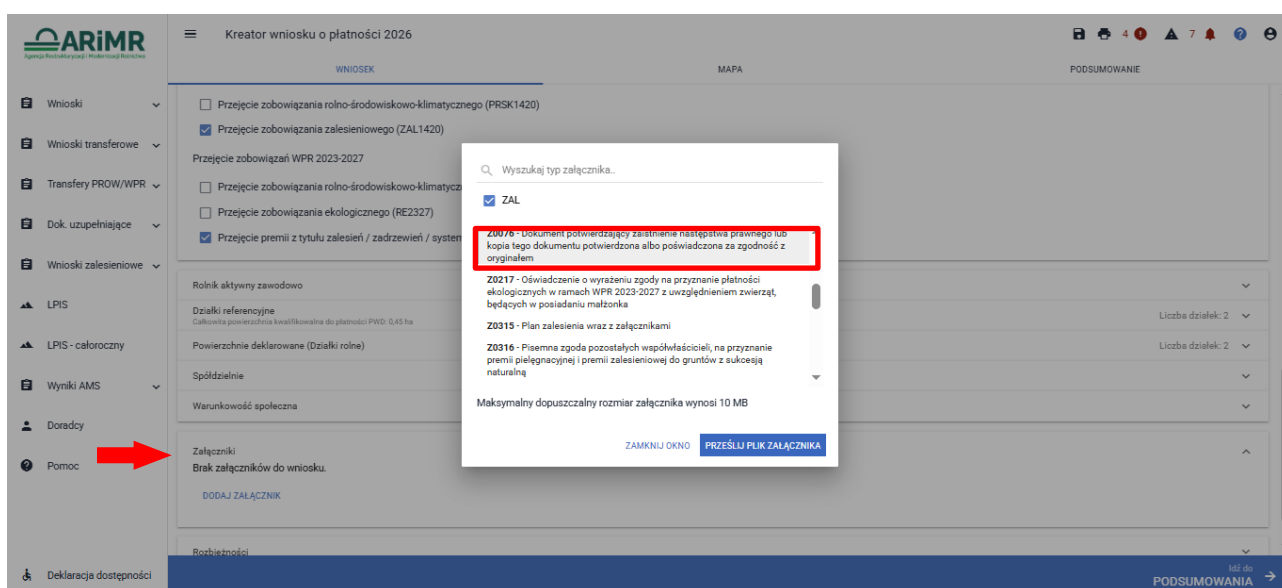 ARiMR
Agencja Restrukturyzacji i Modernizacji Rolnictwa
Kreator wniosku o płatności 2026
4
7
WNIOSEK
MAPA
PODSUMOWANIE
Wnioski
Wnioski transferowe
Transfery PROW/WPR
Dok. uzupełniające
Wnioski zalesieniowe
LPIS
LPIS - całoroczny
Wyniki AMS
Doradcy
Pomoc
Deklaracja dostępności
Przejęcie zobowiązania rolno-środowiskowo-klimatycznego (PRSK1420)
Przejęcie zobowiązania zalesieniowego (ZAL1420)
Przejęcie zobowiązań WPR 2023-2027
Przejęcie zobowiązania rolno-środowiskowo-klimatycz
Przejęcie zobowiązania ekologicznego (RE2327)
Przejęcie premii z tytułu zalesień / zadrzewień / system
Rolnik aktywny zawodowo
Działki referencyjne
Całkowita powierzchnia kwalifikowalna do płatności PWD: 0,45 ha
Liczba działek: 2
Powierzchnie deklarowane (Działki rolne)
Liczba działek: 2
Spółdzielnie
Warunkowość społeczna
Załączniki
Brak załączników do wniosku.
DODAJ ZAŁĄCZNIK
Rozbieżności
Idź do
PODSUMOWANIA
Wyszukaj typ załącznika..
ZAL
Z0076 - Dokument potwierdzający zaistnienie następstwa prawnego lub
kopia tego dokumentu potwierdzona albo poświadczona za zgodność z
oryginałem
Z0217 - Oświadczenie o wyrażeniu zgody na przyznanie płatności
ekologicznych w ramach WPR 2023-2027 z uwzględnieniem zwierząt,
będących w posiadaniu małżonka
Z0315 - Plan zalesienia wraz z załącznikami
Z0316 - Pisemna zgoda pozostałych współwłaścicieli, na przyznanie
premii pielęgnacyjnej i premii zalesieniowej do gruntów z sukcesją
naturalną
Maksymalny dopuszczalny rozmiar załącznika wynosi 10 MB
ZAMKNIJ OKNO
PRZEŚLIJ PLIK ZAŁĄCZNIKA